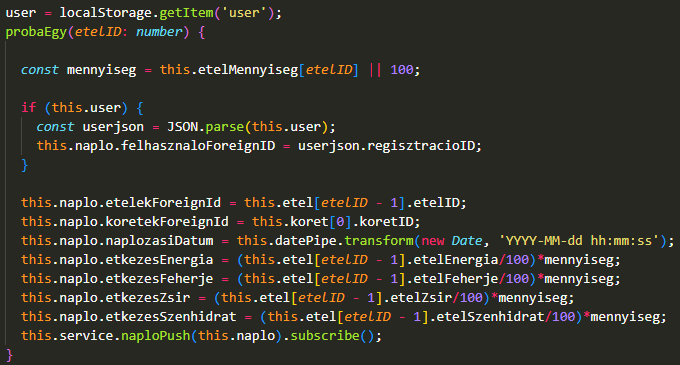 user = localStorage.getItem('user');
probaEgy(etelID: number) {
const mennyiseg = this.etelMennyiseg[etelID] || 100;
if (this.user) {
const userjson = JSON.parse(this.user);
this.naplo.felhasznaloForeignID = userjson.regisztracioID;
}
this.naplo.etelekForeignId = this.etel[etelID - 1].etelID;
this.naplo.koretekForeignId = this.koret[0].koretID;
this.naplo.naplozasiDatum = this.datePipe.transform(new Date, 'YYYY-MM-dd hh:mm:ss');
this.naplo.etkezesEnergia = (this.etel[etelID - 1].etelEnergia/100)*mennyiseg;
this.naplo.etkezesFeherje = (this.etel[etelID - 1].etelFeherje/100)*mennyiseg;
this.naplo.etkezesZsir = (this.etel[etelID - 1].etelZsir/100)*mennyiseg;
this.naplo.etkezesSzenhidrat = (this.etel[etelID - 1].etelSzenhidrat/100)*mennyiseg;
this.service.naploPush(this.naplo).subscribe();
}